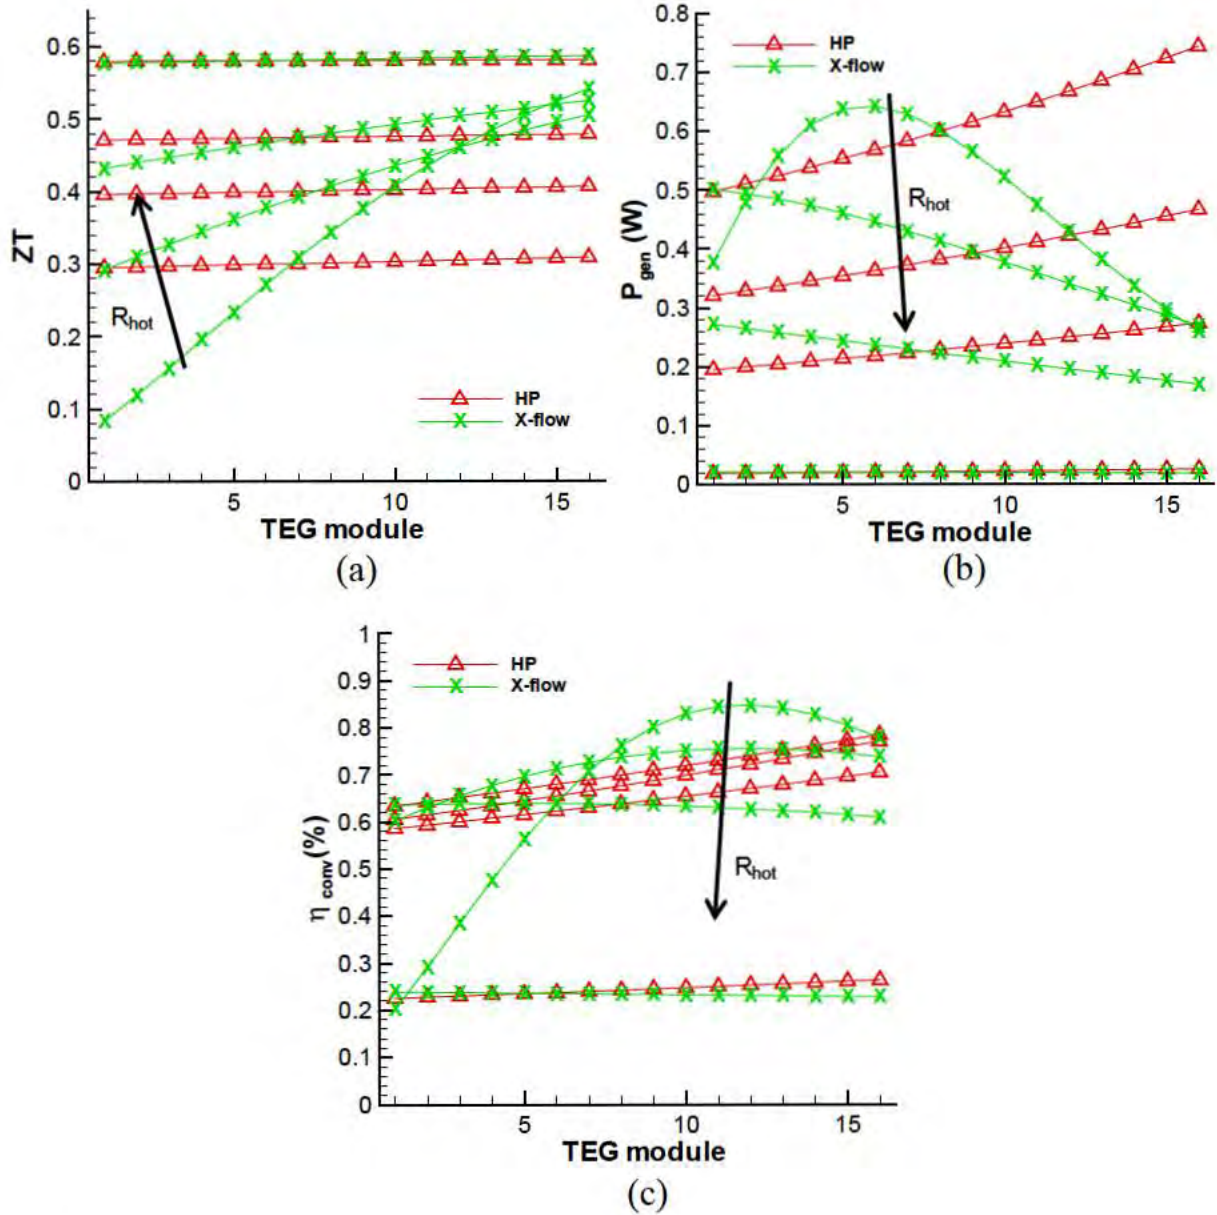 0.6
0.5
0.4
0.3
0.2
0.1
0
ZT
R_hot
HP
X-flow
5
10
15
TEG module
(a)
0.8
0.7
0.6
0.5
0.4
0.3
0.2
0.1
0
P_gen (W)
HP
X-flow
R_hot
5
10
15
TEG module
(b)
1
0.9
0.8
0.7
0.6
0.5
0.4
0.3
0.2
0.1
0
η_conv (%)
HP
X-flow
R_hot
5
10
15
TEG module
(c)